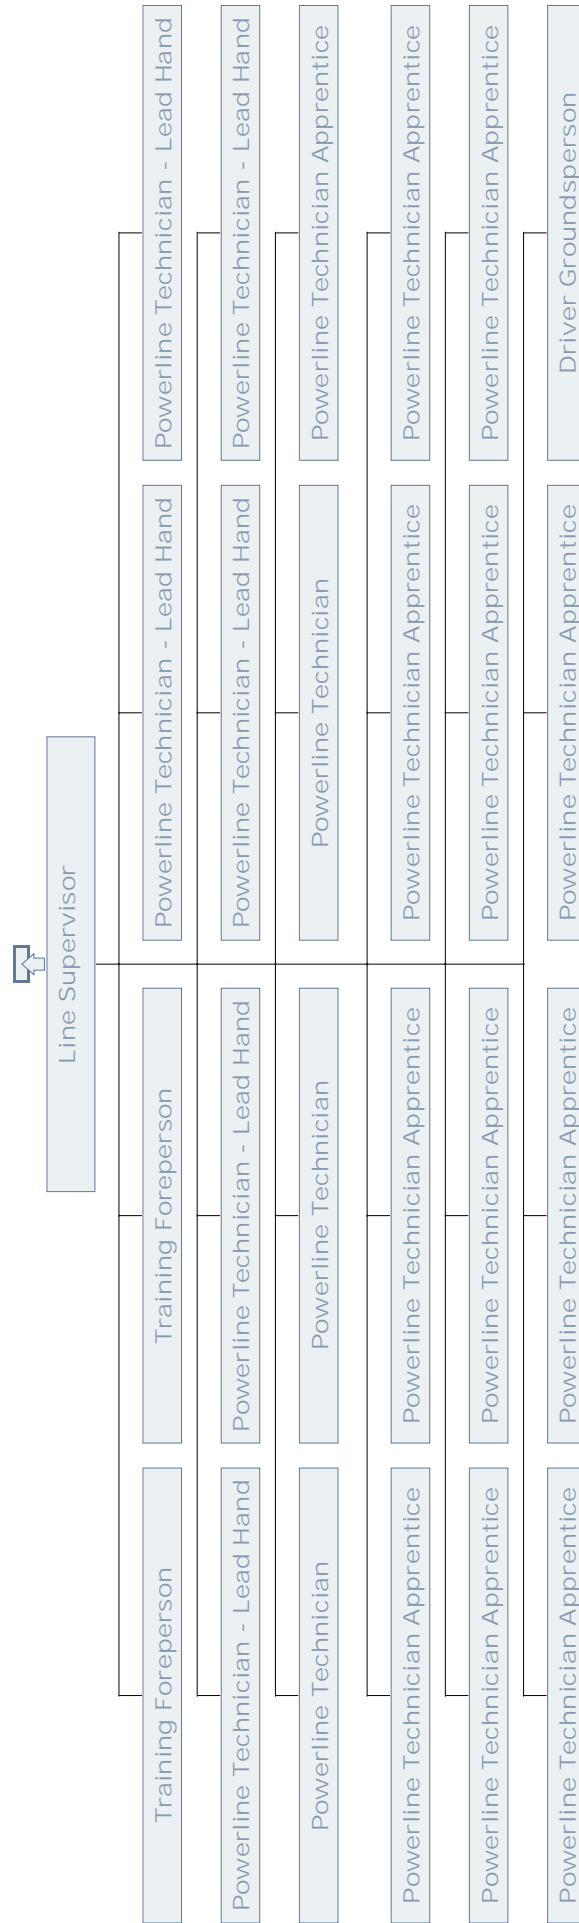 Line Supervisor
Training Foreperson
Training Foreperson
Powerline Technician - Lead Hand
Powerline Technician - Lead Hand
Powerline Technician - Lead Hand
Powerline Technician - Lead Hand
Powerline Technician - Lead Hand
Powerline Technician - Lead Hand
Powerline Technician
Powerline Technician
Powerline Technician
Powerline Technician Apprentice
Powerline Technician Apprentice
Powerline Technician Apprentice
Powerline Technician Apprentice
Powerline Technician Apprentice
Powerline Technician Apprentice
Powerline Technician Apprentice
Powerline Technician Apprentice
Powerline Technician Apprentice
Powerline Technician Apprentice
Powerline Technician Apprentice
Powerline Technician Apprentice
Driver Groundsperson